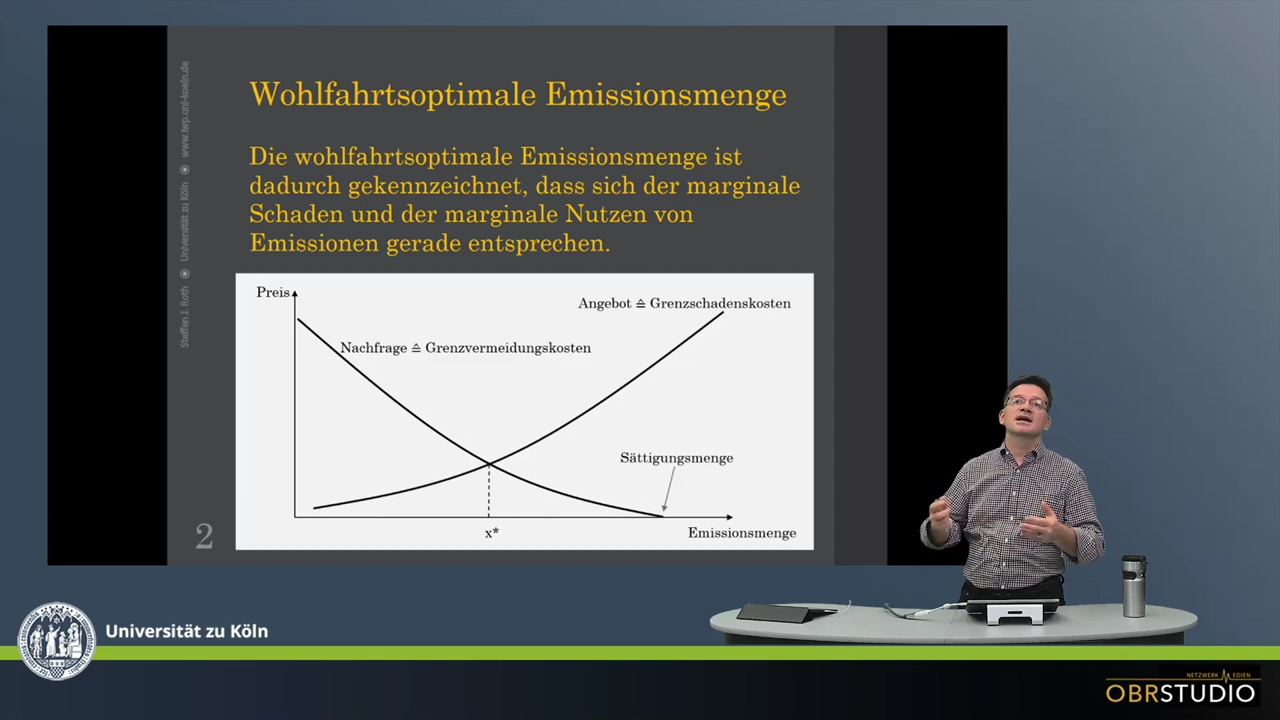 Wohlfahrtsoptimale Emissionsmenge
Die wohlfahrtsoptimale Emissionsmenge ist
dadurch gekennzeichnet, dass sich der marginale
Schaden und der marginale Nutzen von
Emissionen gerade entsprechen.
Preis
Angebot ≙ Grenzschadenskosten
Nachfrage ≙ Grenzvermeidungskosten
Sättigungsmenge
x*
Emissionsmenge
2
Steffen J. Roth ⦿ Universität zu Köln ⦿ www.iwp.uni-koeln.de
Universität zu Köln
NETZWERK MEDIEN
OBRSTUDIO